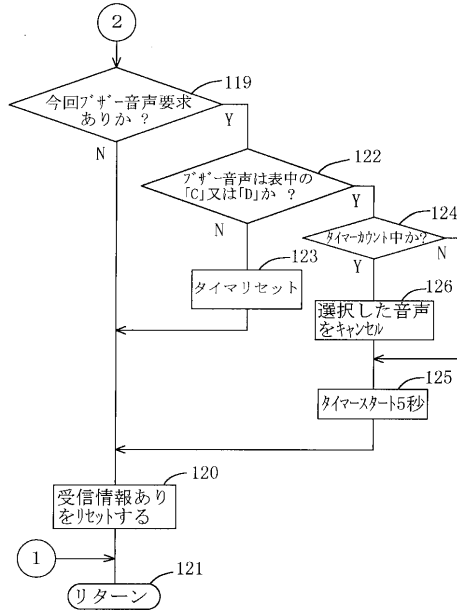 2
119
今回ブザー音声要求
ありか？
Y
N
122
ブザー音声は表中の
「C」又は「D」か？
Y
N
124
タイマーカウント中か?
N
Y
123
タイマリセット
126
選択した音声
をキャンセル
125
タイマースタート5秒
120
受信情報あり
をリセットする
1
121
リターン